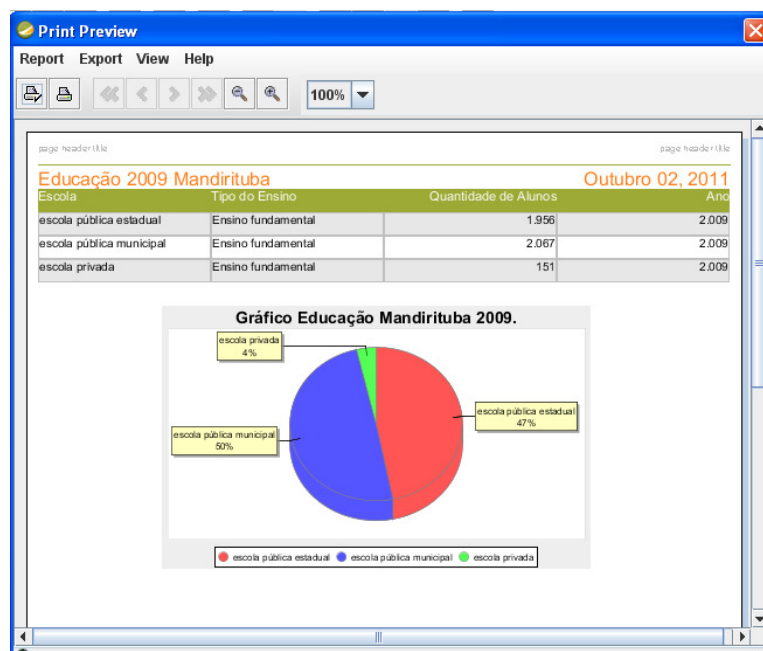 Print Preview
Report Export View Help
100%
page header title page header title
Educação 2009 Mandirituba Outubro 02, 2011
Escola Tipo do Ensino Quantidade de Alunos Ano
escola pública estadual Ensino fundamental 1.956 2.009
escola pública municipal Ensino fundamental 2.067 2.009
escola privada Ensino fundamental 151 2.009
Gráfico Educação Mandirituba 2009.
escola privada
4%
escola pública estadual
47%
escola pública municipal
50%
escola pública estadual escola pública municipal escola privada